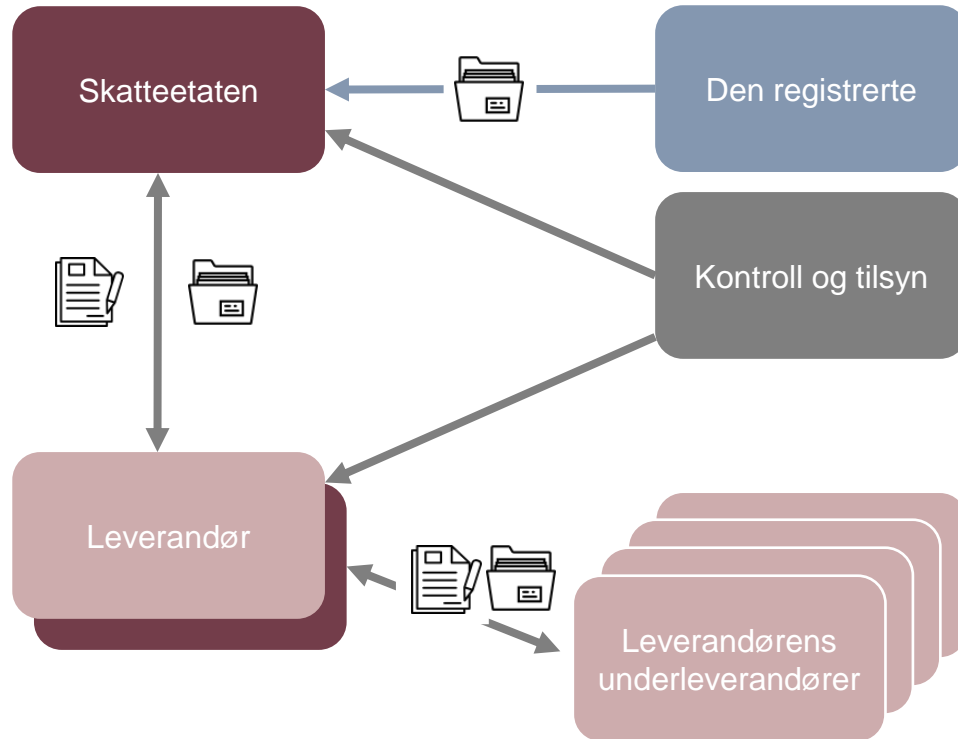 Skatteetaten
Den registrerte
Kontroll og tilsyn
Leverandør
Leverandørens
underleverandører